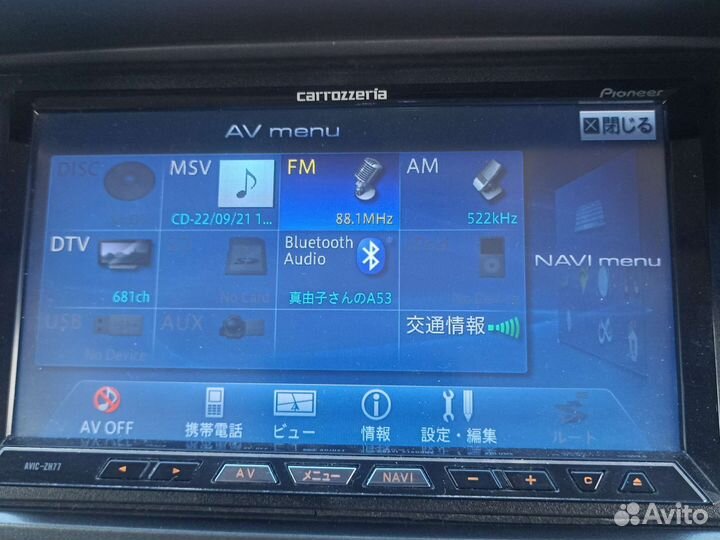 carrozzeria
Pioneer
AV menu
閉じる
DISC
MSV
CD-22/09/21 1...
FM
88.1MHz
AM
522kHz
DTV
681ch
No Card
Bluetooth Audio
真由子さんのA53
NAVI menu
USB
No Device
AUX
交通情報
AV OFF
携帯電話
ビュー
情報
設定・編集
ルート
AVIC-ZH77
AV
メニュー
NAVI
C
Avito